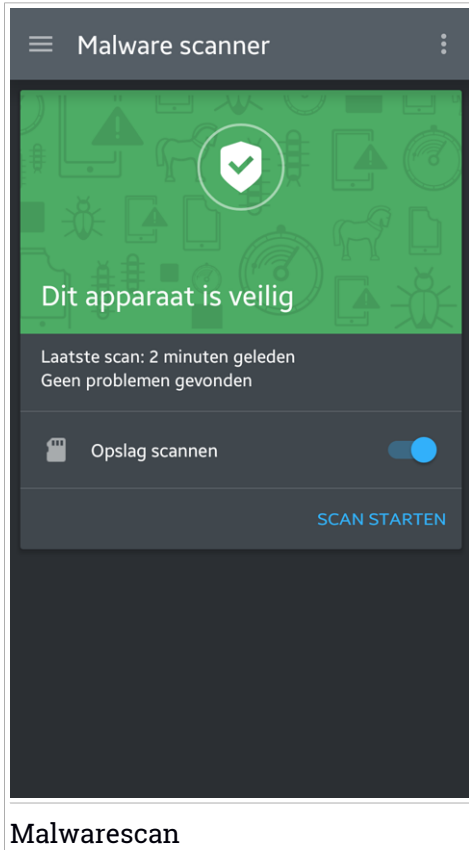 Malware scanner
Dit apparaat is veilig
Laatste scan: 2 minuten geleden
Geen problemen gevonden
Opslag scannen
SCAN STARTEN
Malwarescan